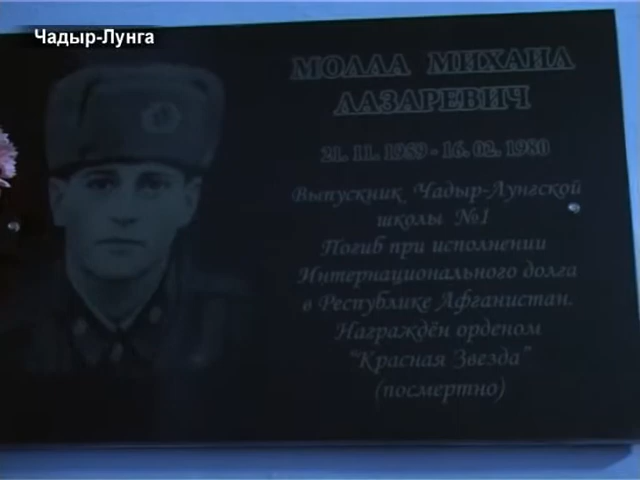 Чадыр-Лунга
МОЛЛА МИХАИЛ
ЛАЗАРЕВИЧ
21. 11. 1959 - 16. 02. 1980
Выпускник Чадыр-Лунгской
школы №1
Погиб при исполнении
Интернационального долга
в Республике Афганистан.
Награждён орденом
“Красная Звезда”
(посмертно)